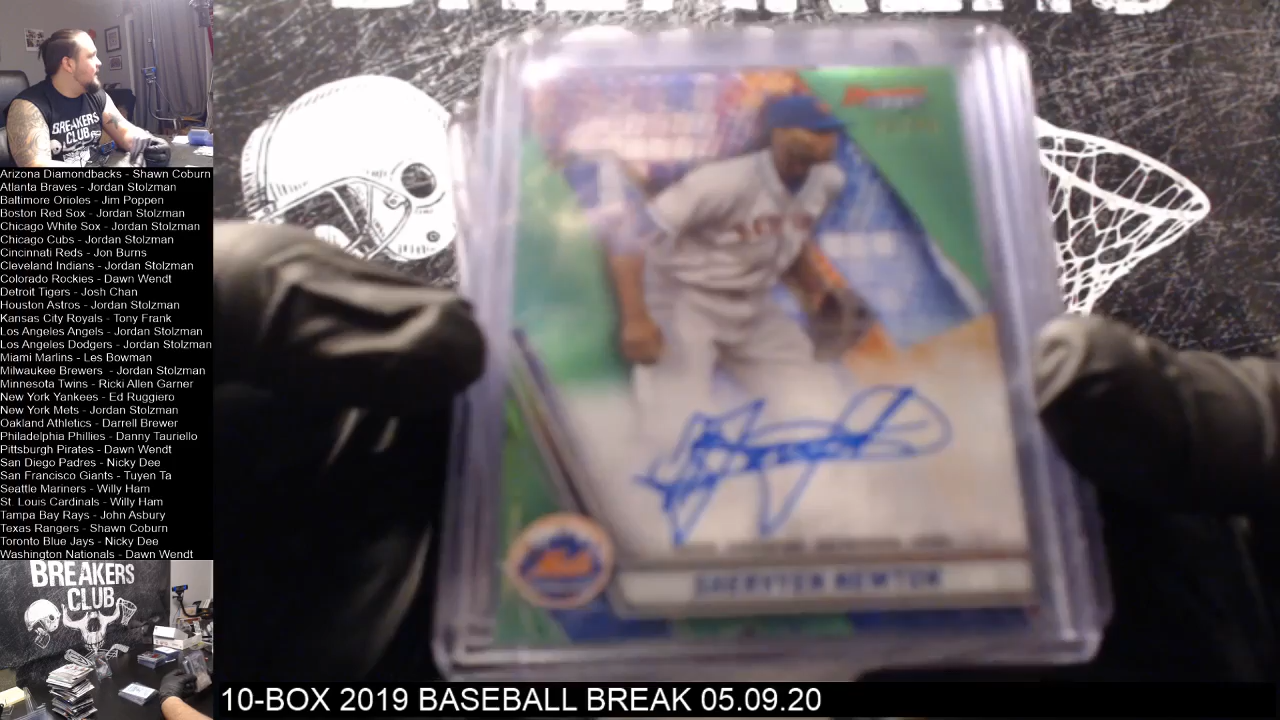 BREAKERS
BREAKERS
CLUB
Arizona Diamondbacks - Shawn Coburn
Atlanta Braves - Jordan Stolzman
Baltimore Orioles - Jim Poppen
Boston Red Sox - Jordan Stolzman
Chicago White Sox - Jordan Stolzman
Chicago Cubs - Jordan Stolzman
Cincinnati Reds - Jon Burns
Cleveland Indians - Jordan Stolzman
Colorado Rockies - Dawn Wendt
Detroit Tigers - Josh Chan
Houston Astros - Jordan Stolzman
Kansas City Royals - Tony Frank
Los Angeles Angels - Jordan Stolzman
Los Angeles Dodgers - Jordan Stolzman
Miami Marlins - Les Bowman
Milwaukee Brewers - Jordan Stolzman
Minnesota Twins - Ricki Allen Garner
New York Yankees - Ed Ruggiero
New York Mets - Jordan Stolzman
Oakland Athletics - Darrell Brewer
Philadelphia Phillies - Danny Tauriello
Pittsburgh Pirates - Dawn Wendt
San Diego Padres - Nicky Dee
San Francisco Giants - Tuyen Ta
Seattle Mariners - Willy Ham
St. Louis Cardinals - Willy Ham
Tampa Bay Rays - John Asbury
Texas Rangers - Shawn Coburn
Toronto Blue Jays - Nicky Dee
Washington Nationals - Dawn Wendt
BREAKERS
CLUB
Mets
SHERVYEN NEWTON
10-BOX 2019 BASEBALL BREAK 05.09.20